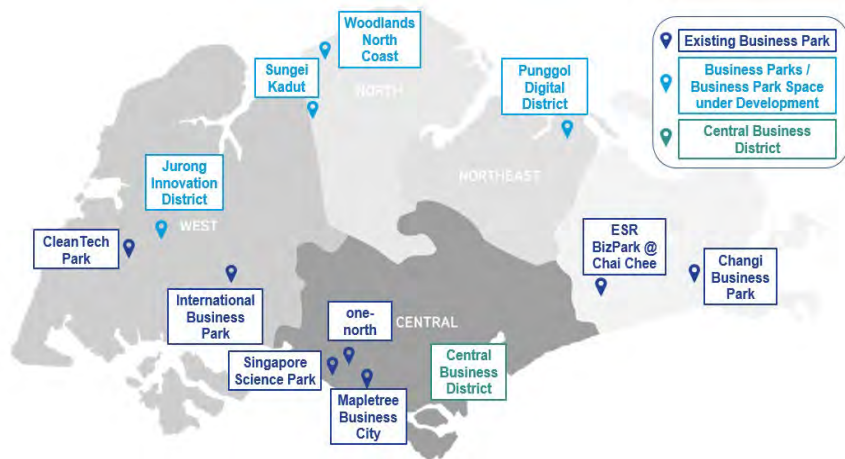 Woodlands
North
Coast
Existing Business Park
Sungei
Kadut
Punggol
Digital
District
Business Parks /
Business Park Space
under Development
NORTH
Central Business
District
Jurong
Innovation
District
NORTHEAST
WEST
CleanTech
Park
ESR
BizPark @
Chai Chee
Changi
Business
Park
International
Business
Park
one-
north
CENTRAL
Singapore
Science Park
Central
Business
District
Mapletree
Business
City